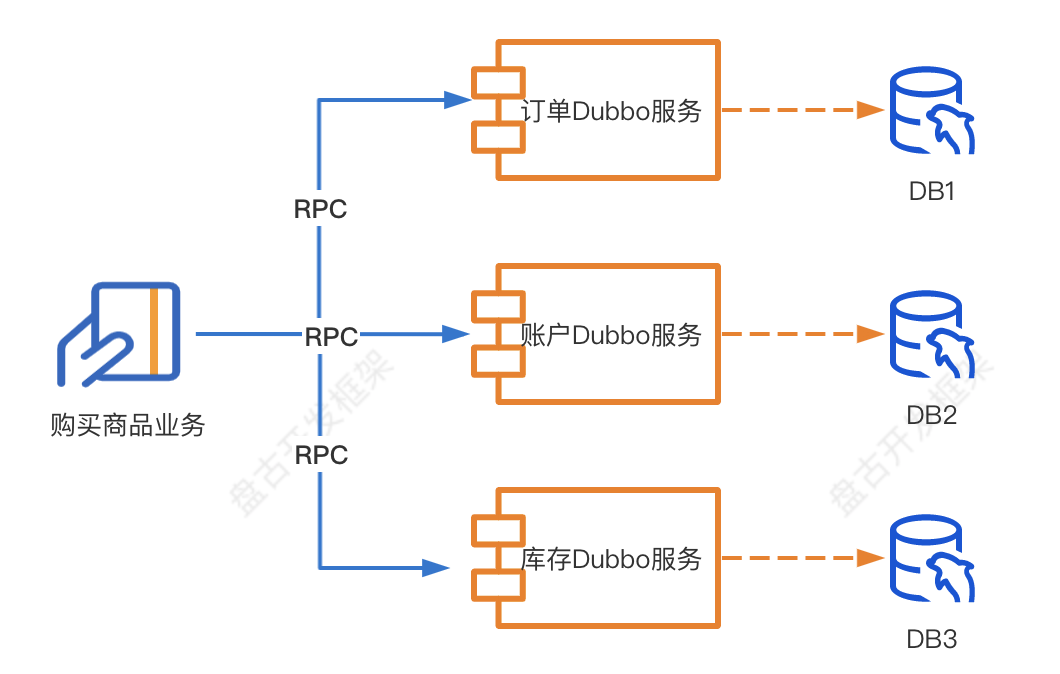 订单Dubbo服务
DB1
RPC
购买商品业务
RPC
账户Dubbo服务
DB2
RPC
库存Dubbo服务
DB3
盘古开发框架
盘古开发框架